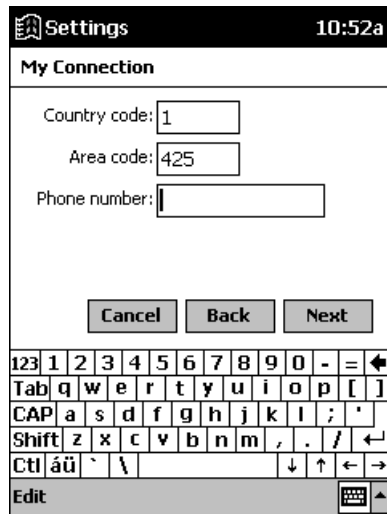 Settings 10:52a
My Connection
Country code: 1
Area code: 425
Phone number:
Cancel Back Next
123 1 2 3 4 5 6 7 8 9 0 - =
Tab q w e r t y u i o p [ ]
CAP a s d f g h j k l ; '
Shift z x c v b n m , . / ↵
Ctl áü ` \ ↓ ↑ ← →
Edit